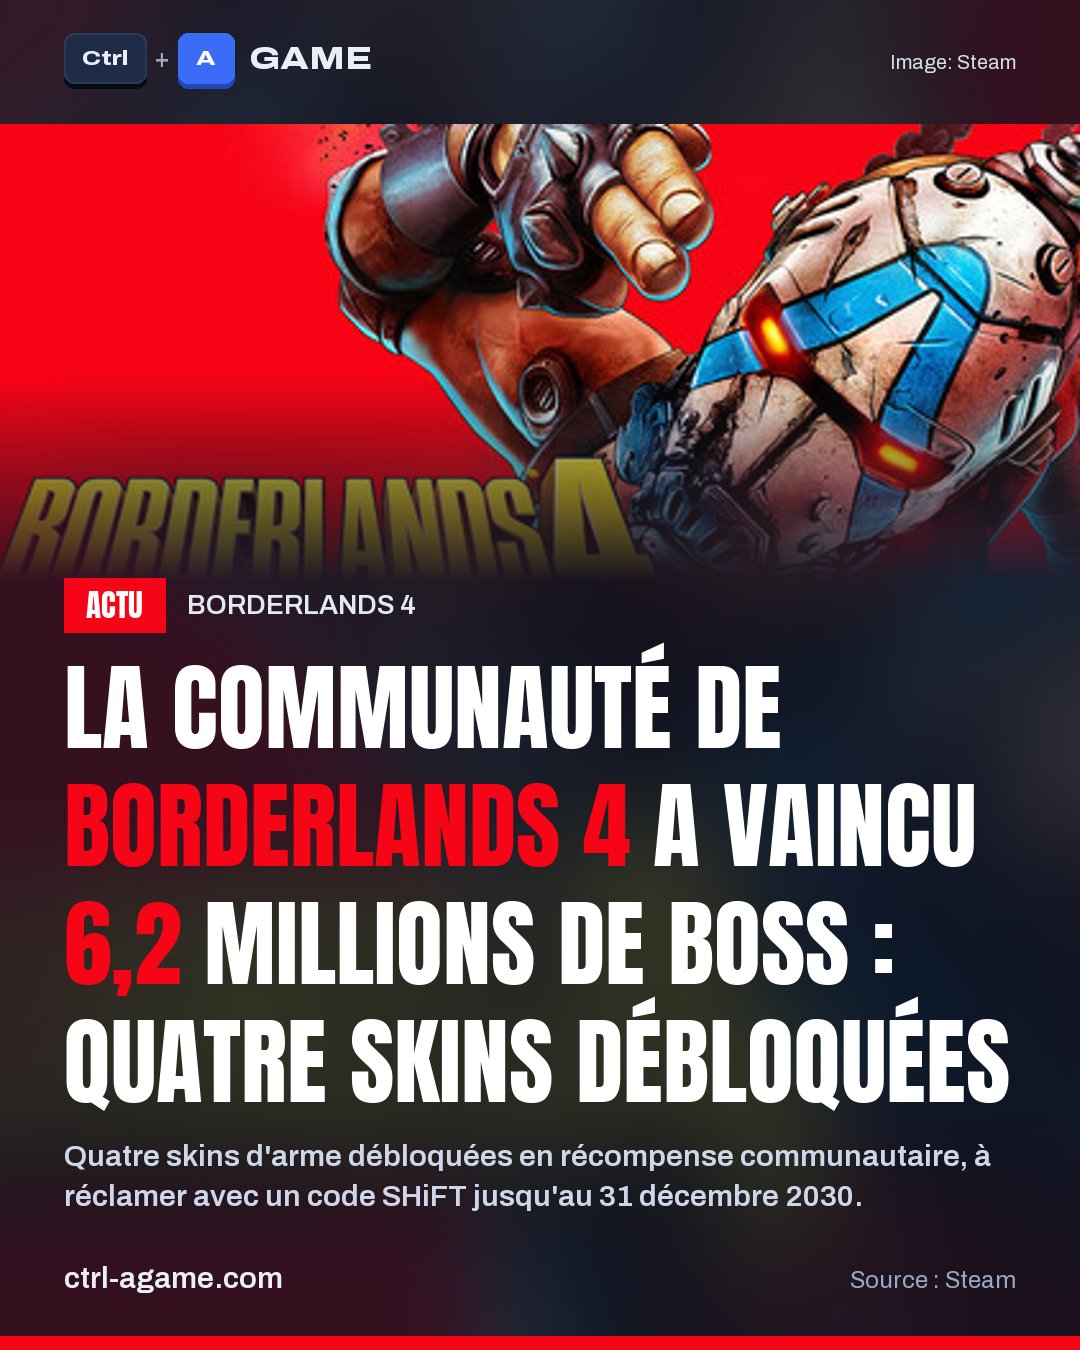 Ctrl + A GAME
Image: Steam
BORDERLANDS 4
ACTU BORDERLANDS 4
LA COMMUNAUTÉ DE
BORDERLANDS 4 A VAINCU
6,2 MILLIONS DE BOSS :
QUATRE SKINS DÉBLOQUÉES
Quatre skins d'arme débloquées en récompense communautaire, à
réclamer avec un code SHiFT jusqu'au 31 décembre 2030.
ctrl-agame.com
Source : Steam